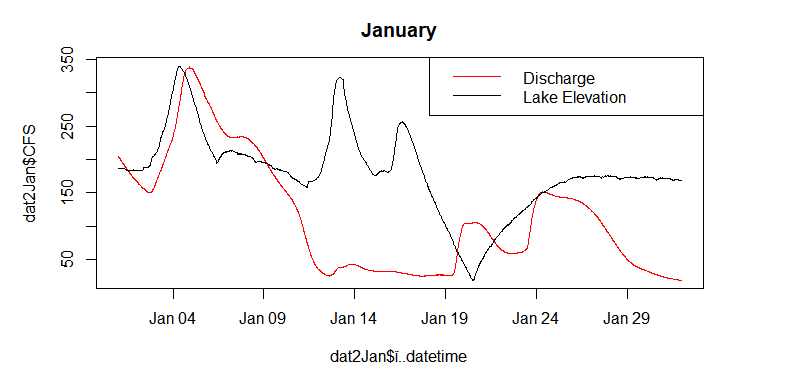 January
Discharge
Lake Elevation
dat2Jan$CFS
350
250
150
50
Jan 04 Jan 09 Jan 14 Jan 19 Jan 24 Jan 29
dat2Jan$ï..datetime